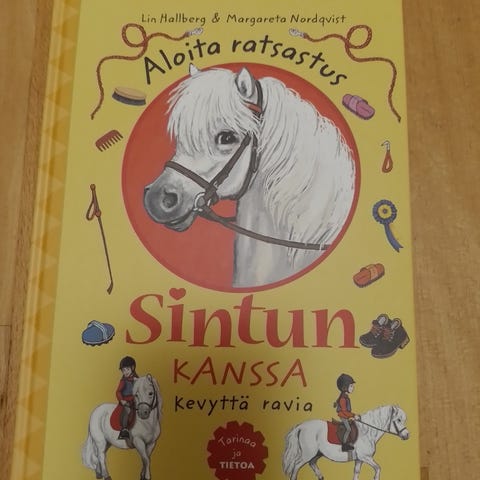 Lin Hallberg & Margareta Nordqvist
Aloita ratsastus
Sintun
KANSSA
kevyttä ravia
Tarinaa
ja
TIETOA